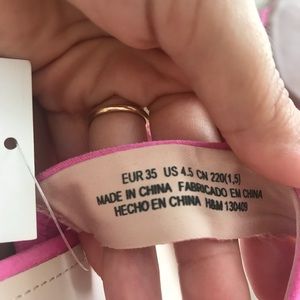 EUR 35 US 4.5 CN 220(1,5)
MADE IN CHINA FABRICADO EM CHINA
HECHO EN CHINA H&M 130409